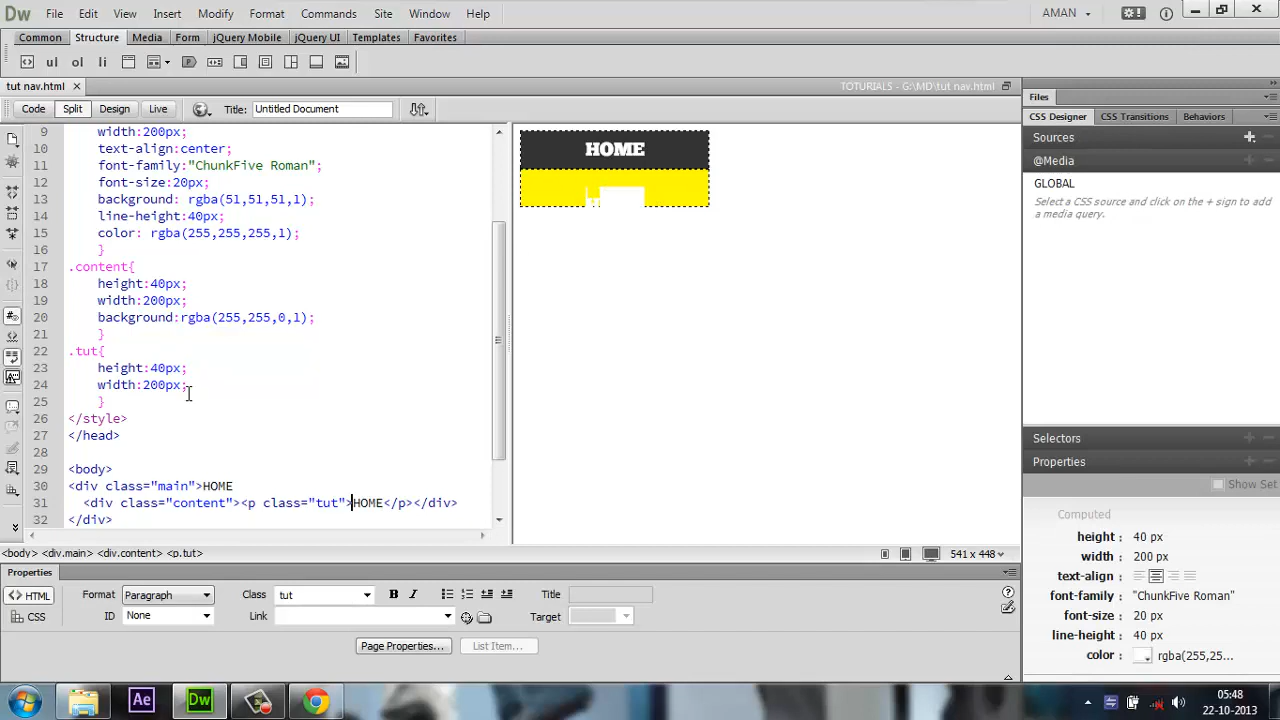 Dw File Edit View Insert Modify Format Commands Site Window Help AMAN
Common Structure Media Form jQuery Mobile jQuery UI Templates Favorites
ul ol li
tut nav.html × TOTURIALS - G:\MD\tut nav.html
Code Split Design Live Title: Untitled Document
9 width:200px;
10 text-align:center;
11 font-family:"ChunkFive Roman";
12 font-size:20px;
13 background: rgba(51,51,51,1);
14 line-height:40px;
15 color: rgba(255,255,255,1);
16 }
17 .content{
18 height:40px;
19 width:200px;
20 background:rgba(255,255,0,1);
21 }
22 .tut{
23 height:40px;
24 width:200px;
25 }
26 </style>
27 </head>
28
29 <body>
30 <div class="main">HOME
31 <div class="content"><p class="tut">HOME</p></div>
32 </div>
HOME
<body> <div.main> <div.content> <p.tut> 541 x 448
Properties
<> HTML Format Paragraph Class tut B I Title
CSS ID None Link Target
Page Properties... List Item...
Files
CSS Designer CSS Transitions Behaviors
Sources
@Media
GLOBAL
Select a CSS source and click on the + sign to add
a media query.
Selectors
Properties
Show Set
Computed
height : 40 px
width : 200 px
text-align :
font-family : "ChunkFive Roman"
font-size : 20 px
line-height : 40 px
color : rgba(255,25...
Ae Dw
05:48
22-10-2013